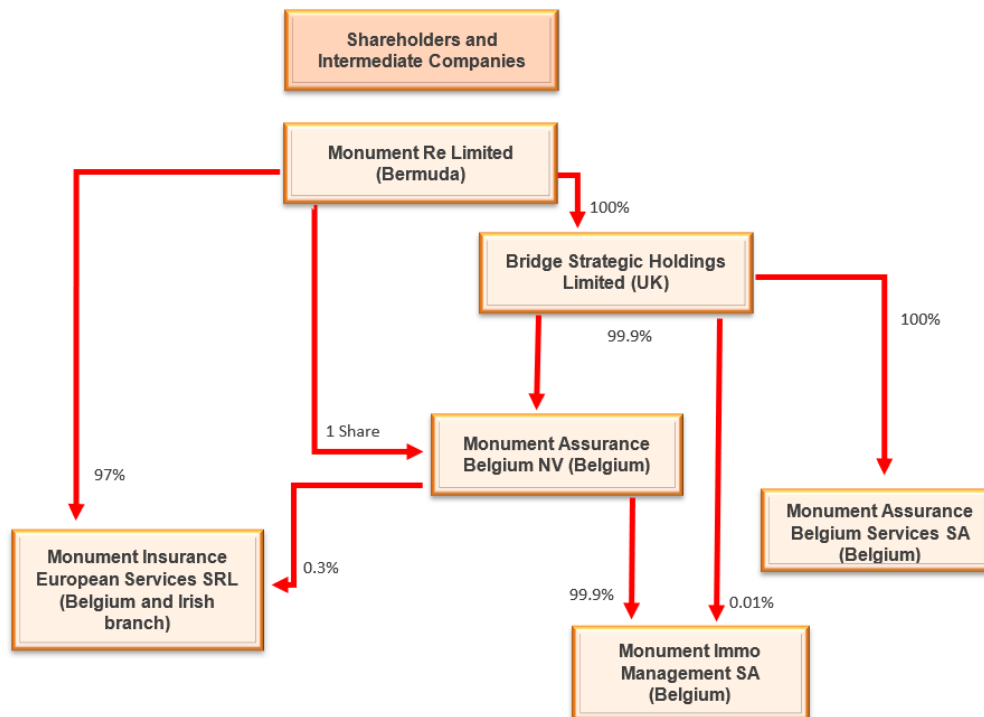 Shareholders and
Intermediate Companies
Monument Re Limited
(Bermuda)
100%
Bridge Strategic Holdings
Limited (UK)
99.9%
100%
1 Share
Monument Assurance
Belgium NV (Belgium)
97%
Monument Assurance
Belgium Services SA
(Belgium)
Monument Insurance
European Services SRL
(Belgium and Irish
branch)
0.3%
99.9%
0.01%
Monument Immo
Management SA
(Belgium)